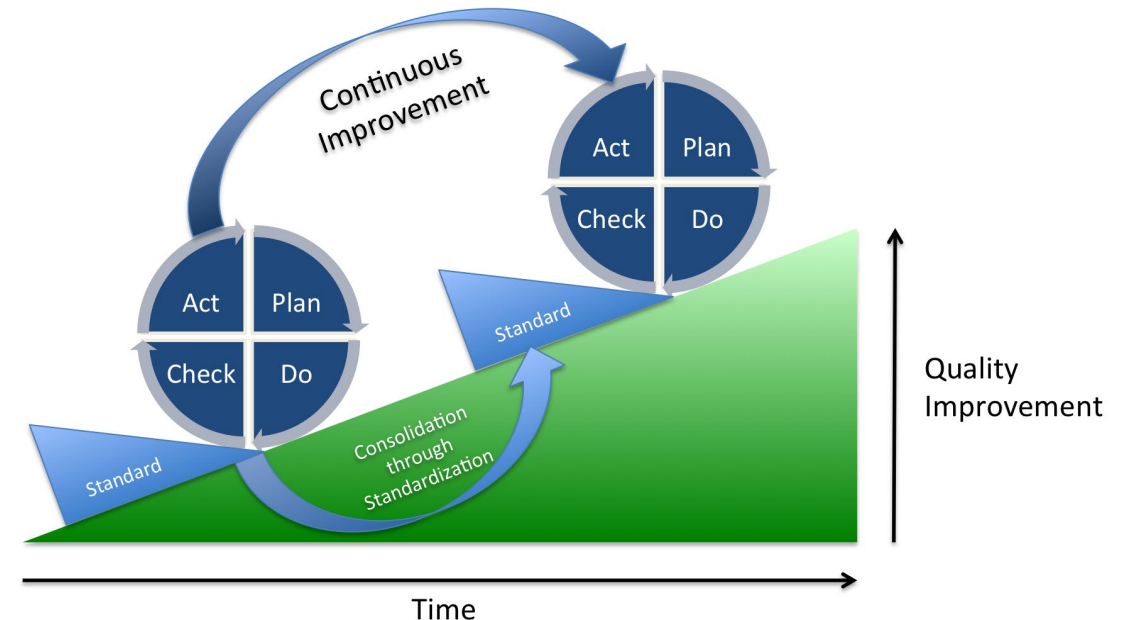 Continuous
Improvement
Act
Plan
Check
Do
Act
Plan
Check
Do
Standard
Standard
Consolidation
through
Standardization
Quality
Improvement
Time